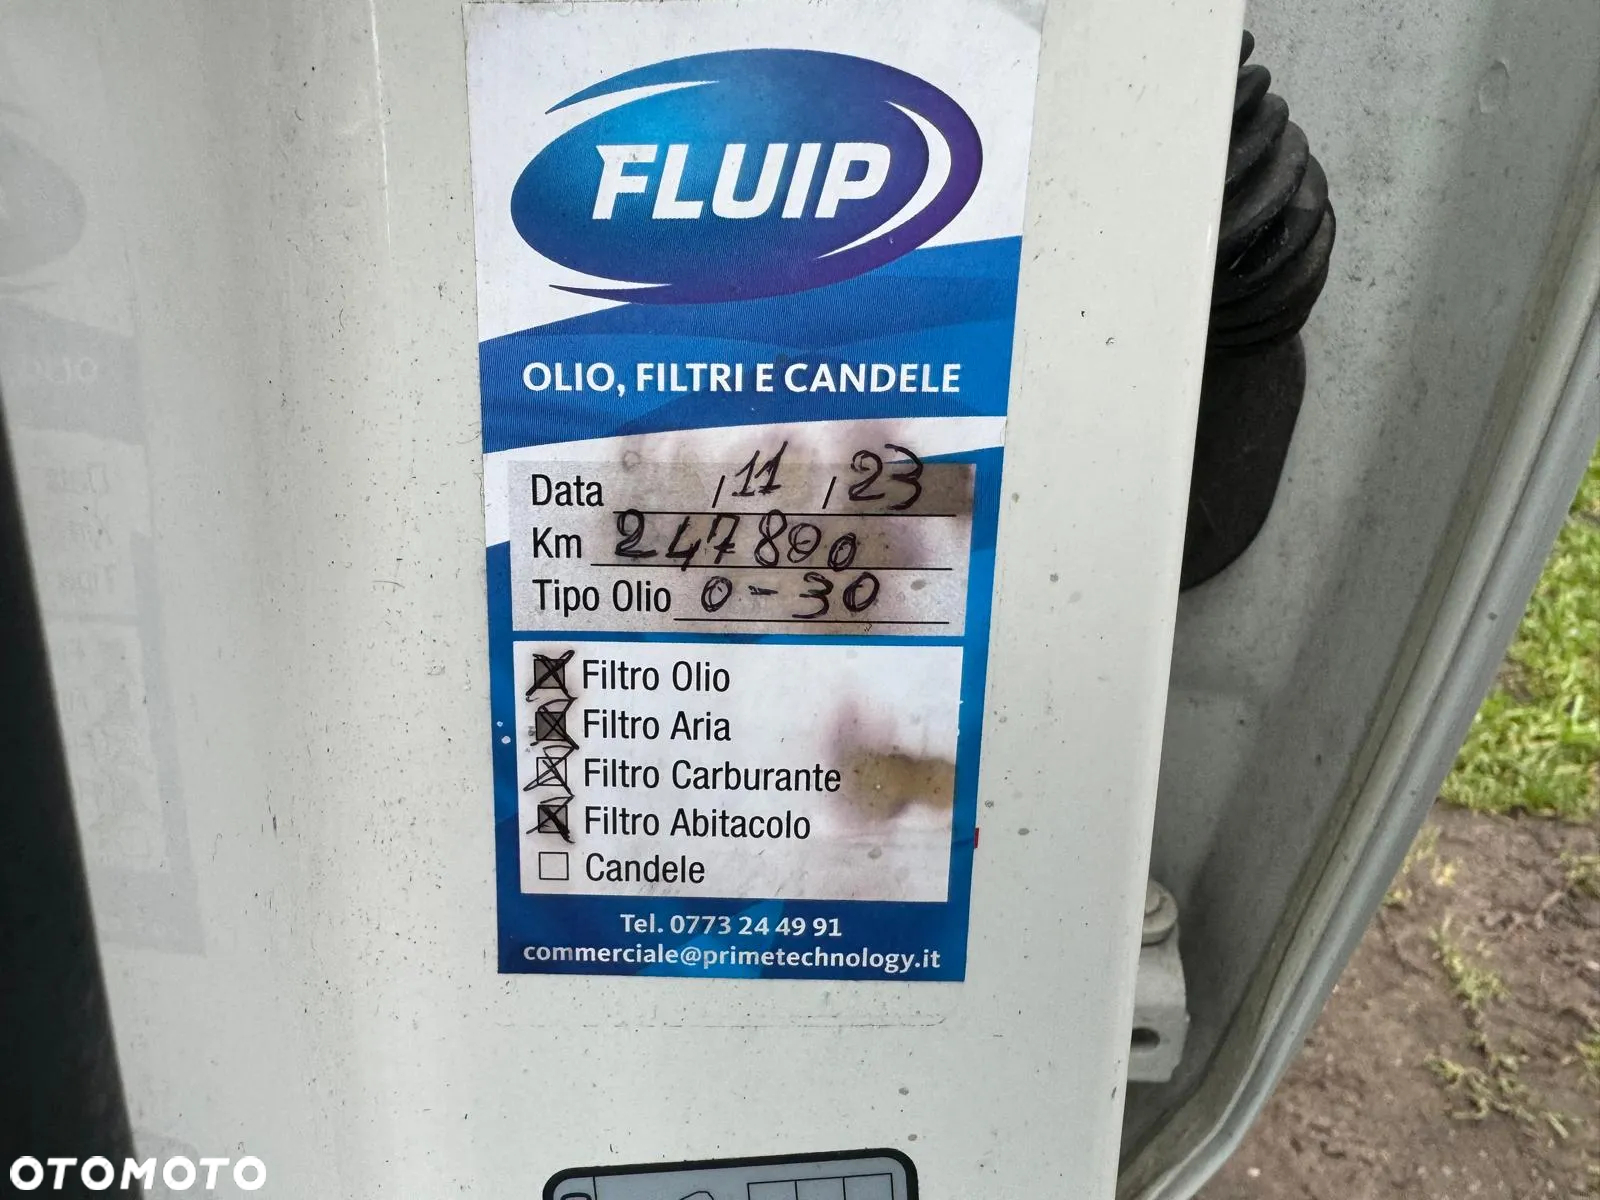 FLUIP
OLIO, FILTRI E CANDELE
Data , 11 , 23
Km 247800
Tipo Olio 0-30
Filtro Olio
Filtro Aria
Filtro Carburante
Filtro Abitacolo
Candele
Tel. 0773 24 49 91
commerciale@primetechnology.it
OTOMOTO